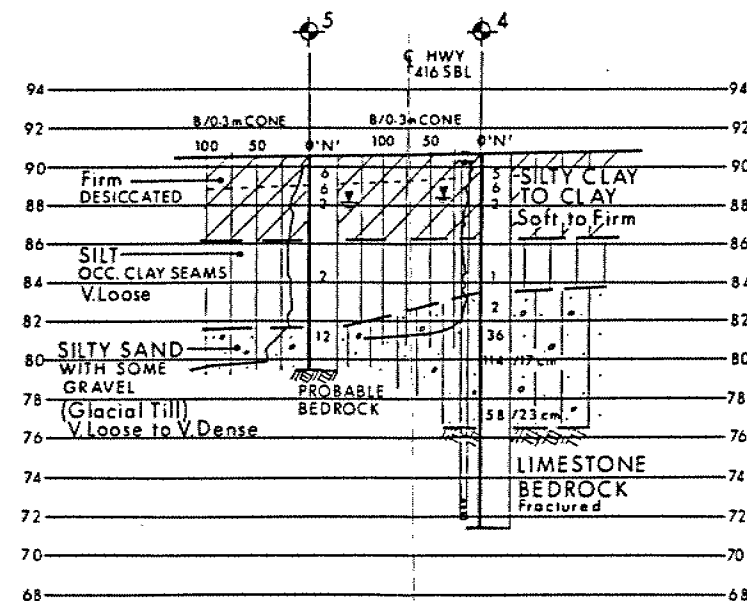 5
4
℄ HWY
416 SBL
94 94
92 92
B/0.3m CONE B/0.3m CONE
100 50 0 'N' 100 50 0 'N'
90 90
6 5
Firm
DESICCATED
6 6
2 2
SILTY CLAY
TO CLAY
Soft to Firm
88 88
86 86
SILT
OCC. CLAY SEAMS
V.Loose
2 1
84 84
2
82 82
12 36
SILTY SAND
WITH SOME
GRAVEL
(Glacial Till)
V.Loose to V.Dense
80 80
114 /17 cm
PROBABLE
BEDROCK
78 78
58 /23 cm
76 76
LIMESTONE
BEDROCK
Fractured
74 74
72 72
70 70
68 68